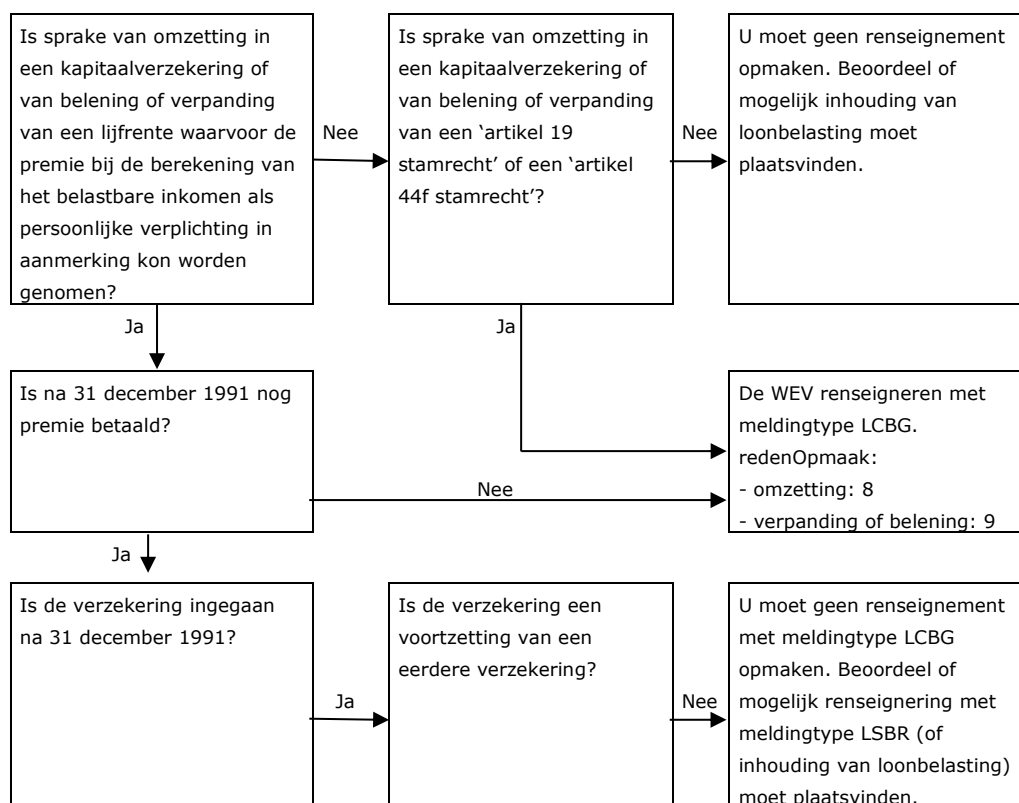 Is sprake van omzetting in
een kapitaalverzekering of
van belening of verpanding
van een lijfrente waarvoor de
premie bij de berekening van
het belastbare inkomen als
persoonlijke verplichting in
aanmerking kon worden
genomen?
Nee
Is sprake van omzetting in
een kapitaalverzekering of
van belening of verpanding
van een ‘artikel 19
stamrecht’ of een ‘artikel
44f stamrecht’?
Nee
U moet geen renseignement
opmaken. Beoordeel of
mogelijk inhouding van
loonbelasting moet
plaatsvinden.
Ja
Ja
Is na 31 december 1991 nog
premie betaald?
Nee
De WEV renseigneren met
meldingtype LCBG.
redenOpmaak:
- omzetting: 8
- verpanding of belening: 9
Ja
Is de verzekering ingegaan
na 31 december 1991?
Ja
Is de verzekering een
voortzetting van een
eerdere verzekering?
Nee
U moet geen renseignement
met meldingtype LCBG
opmaken. Beoordeel of
mogelijk renseignering met
meldingtype LSBR (of
inhouding van loonbelasting)
moet plaatsvinden.